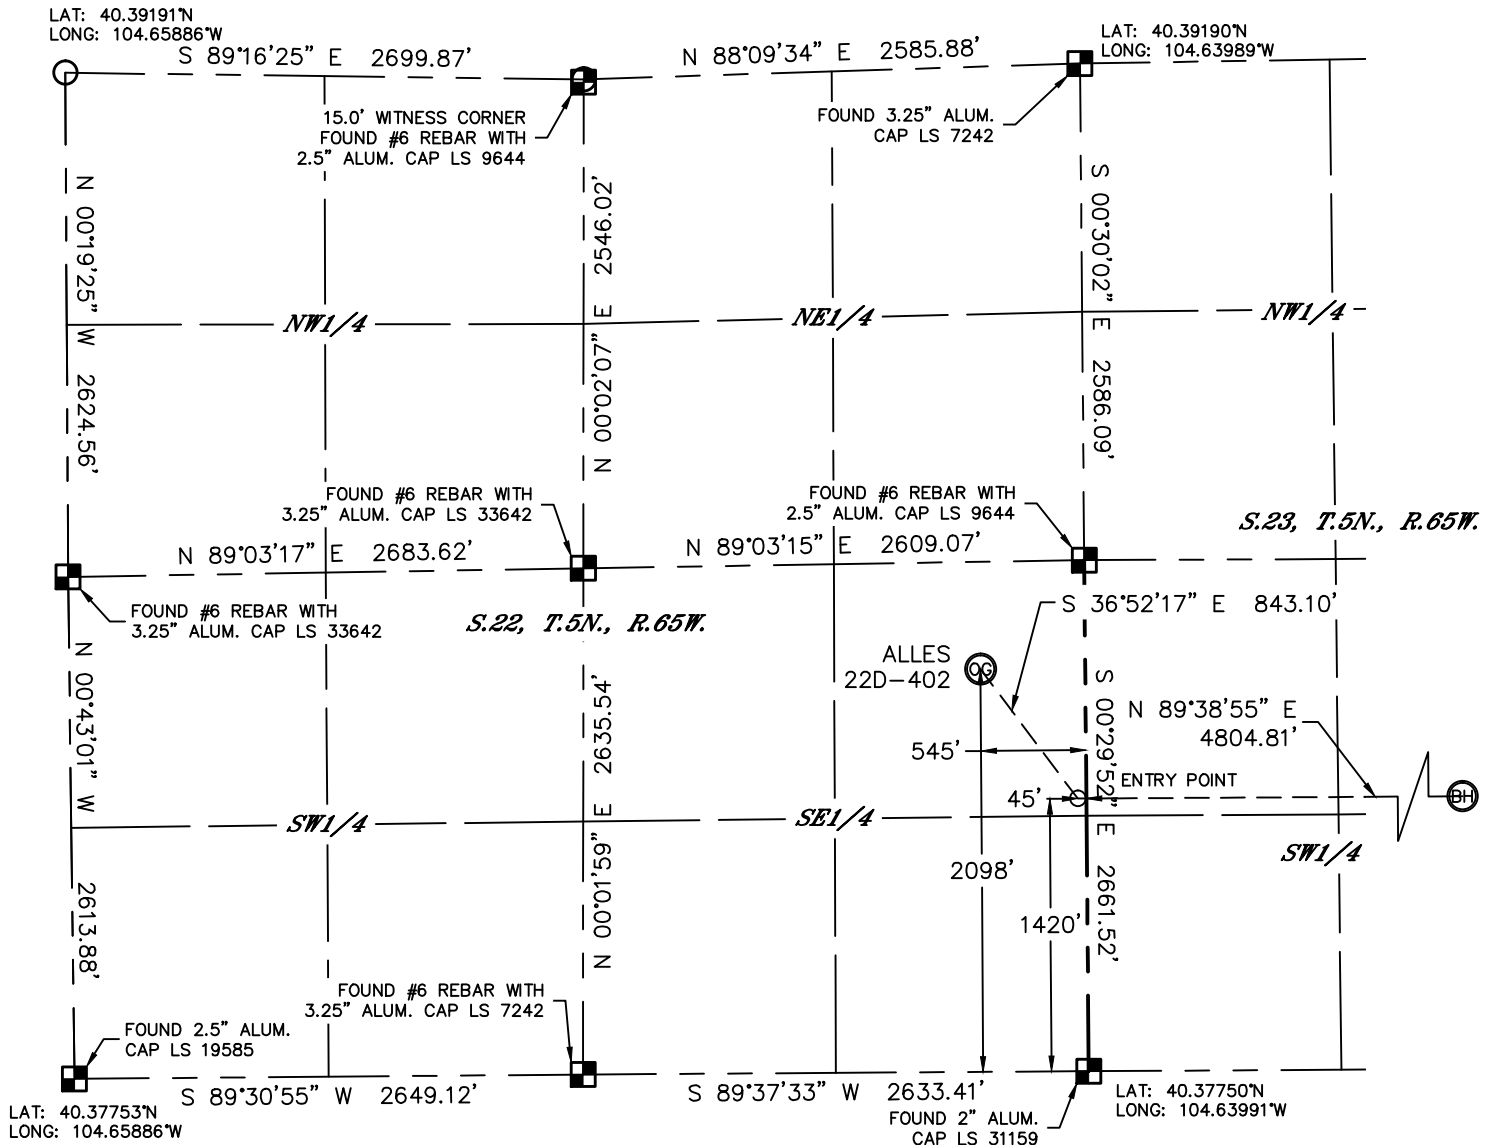 LAT: 40.39191°N
LONG: 104.65886°W
S 89°16'25" E 2699.87'
N 88°09'34" E 2585.88'
LAT: 40.39190°N
LONG: 104.63989°W
15.0' WITNESS CORNER
FOUND #6 REBAR WITH
2.5" ALUM. CAP LS 9644
FOUND 3.25" ALUM.
CAP LS 7242
N 00°19'25" W 2624.56'
N 00°02'07" E 2546.02'
S 00°30'02" E 2586.09'
NW1/4
NE1/4
NW1/4
FOUND #6 REBAR WITH
3.25" ALUM. CAP LS 33642
FOUND #6 REBAR WITH
2.5" ALUM. CAP LS 9644
S.23, T.5N., R.65W.
N 89°03'17" E 2683.62'
N 89°03'15" E 2609.07'
FOUND #6 REBAR WITH
3.25" ALUM. CAP LS 33642
S.22, T.5N., R.65W.
S 36°52'17" E 843.10'
ALLES
22D-402
OG
N 00°43'01" W 2613.88'
N 00°01'59" E 2635.54'
S 00°29'52" E 2661.52'
N 89°38'55" E
4804.81'
545'
ENTRY POINT
45'
BH
SW1/4
SE1/4
SW1/4
2098'
1420'
FOUND #6 REBAR WITH
3.25" ALUM. CAP LS 7242
FOUND 2.5" ALUM.
CAP LS 19585
S 89°30'55" W 2649.12'
S 89°37'33" W 2633.41'
LAT: 40.37753°N
LONG: 104.65886°W
FOUND 2" ALUM.
CAP LS 31159
LAT: 40.37750°N
LONG: 104.63991°W